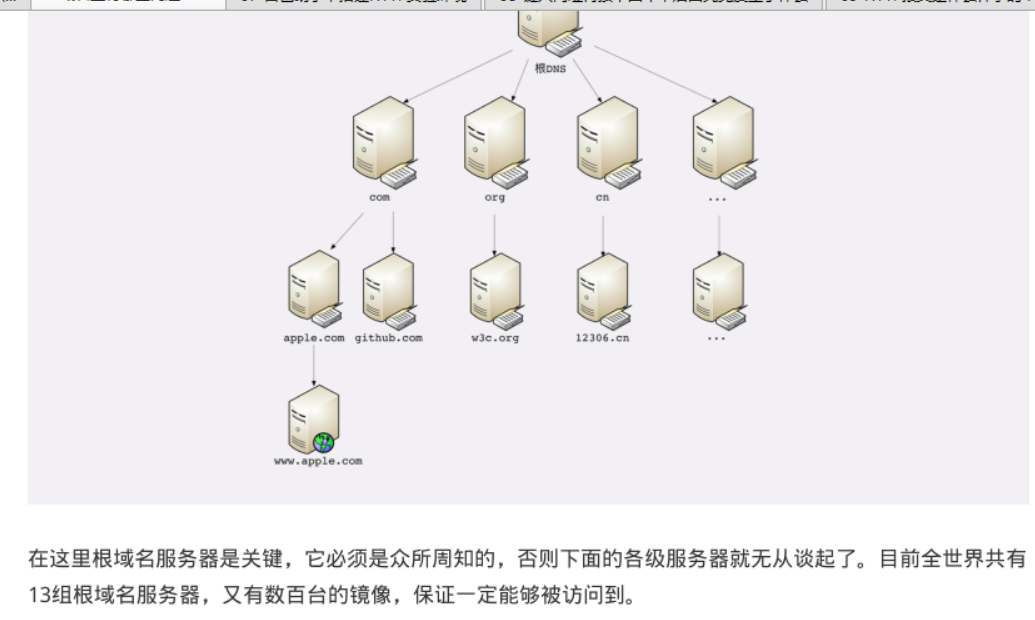 根DNS
com
org
cn
...
apple.com
github.com
w3c.org
12306.cn
...
www.apple.com
在这里根域名服务器是关键，它必须是众所周知的，否则下面的各级服务器就无从谈起了。目前全世界共有
13组根域名服务器，又有数百台的镜像，保证一定能够被访问到。